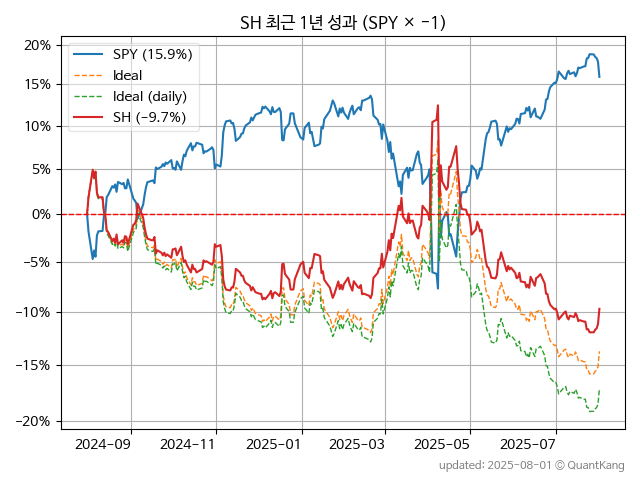 SH 최근 1년 성과 (SPY × −1)
SPY (15.9%)
Ideal
Ideal (daily)
SH (−9.7%)
20%
15%
10%
5%
0%
−5%
−10%
−15%
−20%
2024-09
2024-11
2025-01
2025-03
2025-05
2025-07
updated: 2025-08-01 © QuantKang